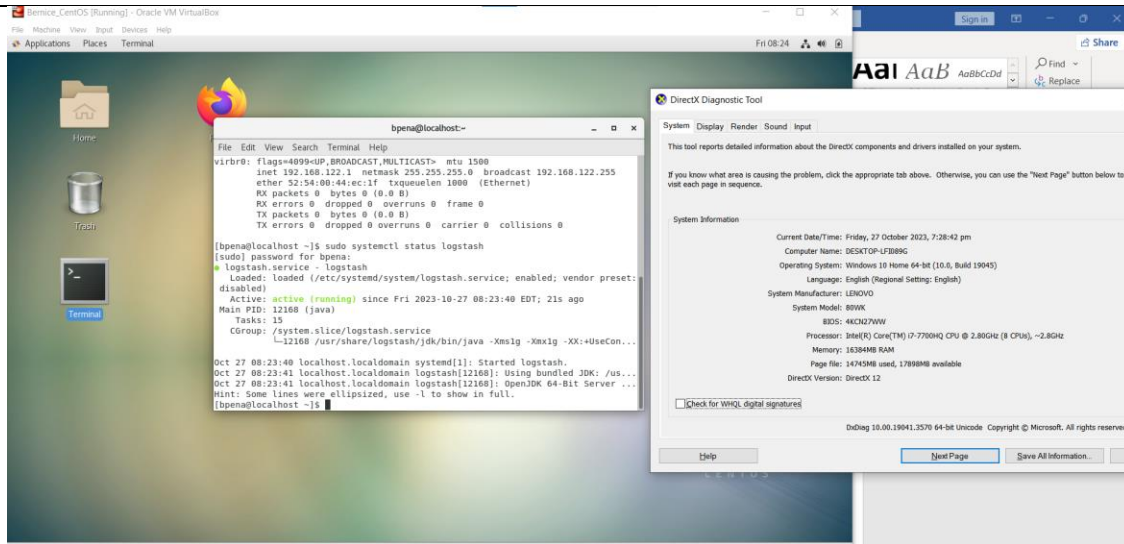 Bernice_CentOS [Running] - Oracle VM VirtualBox
File Machine View Input Devices Help
Applications Places Terminal
Fri 08:24
Home
Trash
Terminal
bpena@localhost:~
File Edit View Search Terminal Help
virbr0: flags=4099<UP,BROADCAST,MULTICAST> mtu 1500
inet 192.168.122.1 netmask 255.255.255.0 broadcast 192.168.122.255
ether 52:54:00:44:ec:1f txqueuelen 1000 (Ethernet)
RX packets 0 bytes 0 (0.0 B)
RX errors 0 dropped 0 overruns 0 frame 0
TX packets 0 bytes 0 (0.0 B)
TX errors 0 dropped 0 overruns 0 carrier 0 collisions 0
[bpena@localhost ~]$ sudo systemctl status logstash
[sudo] password for bpena:
● logstash.service - logstash
Loaded: loaded (/etc/systemd/system/logstash.service; enabled; vendor preset:
disabled)
Active: active (running) since Fri 2023-10-27 08:23:40 EDT; 21s ago
Main PID: 12168 (java)
Tasks: 15
CGroup: /system.slice/logstash.service
└─12168 /usr/share/logstash/jdk/bin/java -Xms1g -Xmx1g -XX:+UseCon...
Oct 27 08:23:40 localhost.localdomain systemd[1]: Started logstash.
Oct 27 08:23:41 localhost.localdomain logstash[12168]: Using bundled JDK: /us...
Oct 27 08:23:41 localhost.localdomain logstash[12168]: OpenJDK 64-Bit Server ...
Hint: Some lines were ellipsized, use -l to show in full.
[bpena@localhost ~]$
CENTOS
Sign in
Share
AaB AaBbCcDd
Find
Replace
DirectX Diagnostic Tool
System Display Render Sound Input
This tool reports detailed information about the DirectX components and drivers installed on your system.
If you know what area is causing the problem, click the appropriate tab above. Otherwise, you can use the "Next Page" button below to
visit each page in sequence.
System Information
Current Date/Time: Friday, 27 October 2023, 7:28:42 pm
Computer Name: DESKTOP-LFID89G
Operating System: Windows 10 Home 64-bit (10.0, Build 19045)
Language: English (Regional Setting: English)
System Manufacturer: LENOVO
System Model: 80WK
BIOS: 4KCN27WW
Processor: Intel(R) Core(TM) i7-7700HQ CPU @ 2.80GHz (8 CPUs), ~2.8GHz
Memory: 16384MB RAM
Page file: 14745MB used, 17898MB available
DirectX Version: DirectX 12
Check for WHQL digital signatures
DxDiag 10.00.19041.3570 64-bit Unicode Copyright © Microsoft. All rights reserved
Help
Next Page
Save All Information...